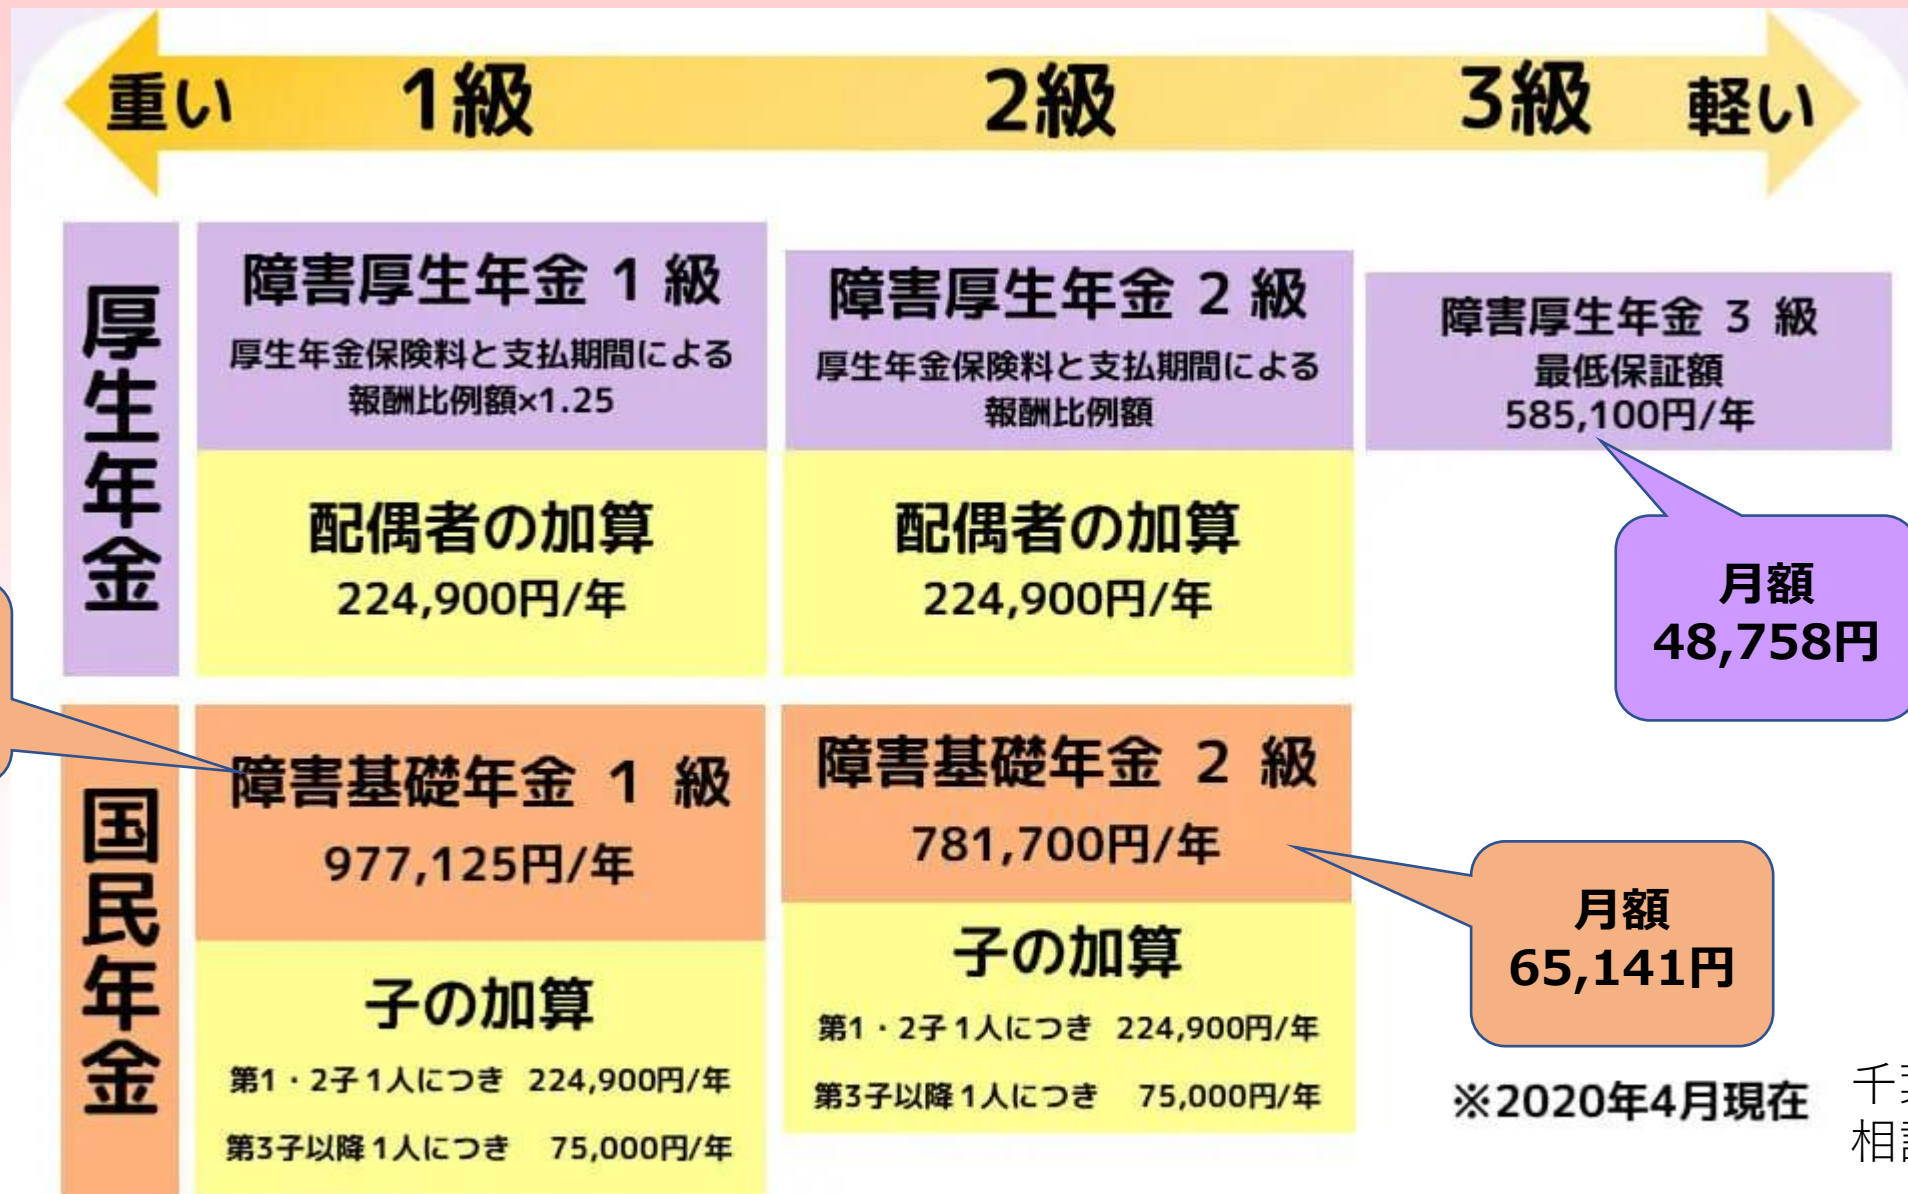 重い 1級 2級 3級 軽い
厚生年金
障害厚生年金 1 級
厚生年金保険料と支払期間による
報酬比例額×1.25
配偶者の加算
224,900円/年
障害厚生年金 2 級
厚生年金保険料と支払期間による
報酬比例額
配偶者の加算
224,900円/年
障害厚生年金 3 級
最低保証額
585,100円/年
月額
48,758円
国民年金
障害基礎年金 1 級
977,125円/年
子の加算
第1・2子1人につき 224,900円/年
第3子以降1人につき 75,000円/年
障害基礎年金 2 級
781,700円/年
子の加算
第1・2子1人につき 224,900円/年
第3子以降1人につき 75,000円/年
月額
65,141円
※2020年4月現在
千
相